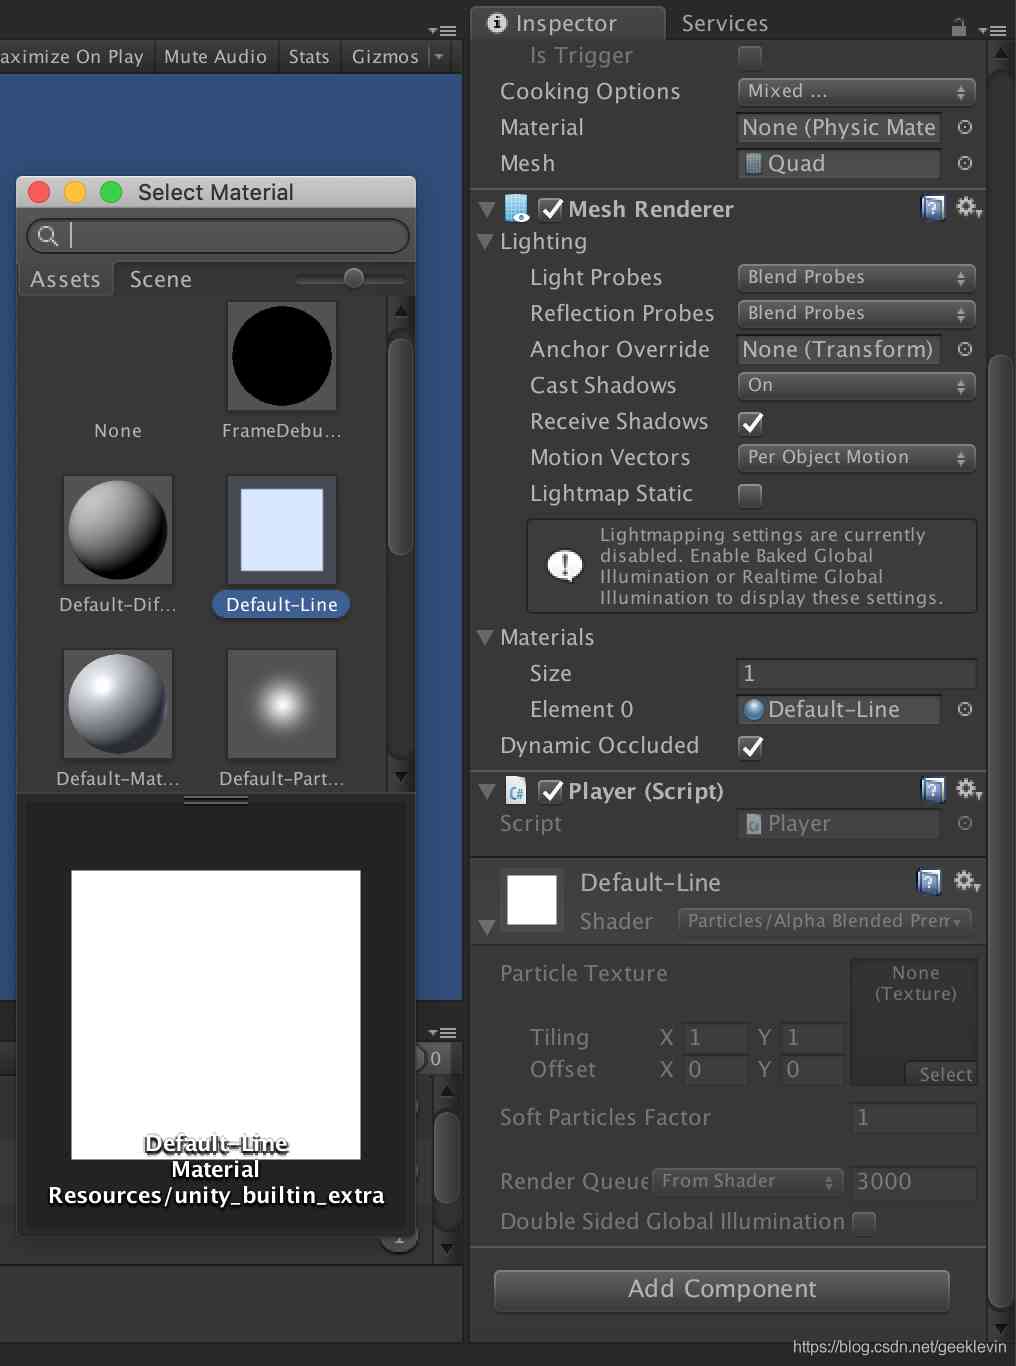 aximize On Play
Mute Audio
Stats
Gizmos
Select Material
Assets
Scene
None
FrameDebu...
Default-Dif...
Default-Line
Default-Mat...
Default-Part...
Default-Line
Material
Resources/unity_builtin_extra
0
1
Inspector
Services
Is Trigger
Cooking Options
Mixed ...
Material
None (Physic Mate
Mesh
Quad
Mesh Renderer
Lighting
Light Probes
Blend Probes
Reflection Probes
Blend Probes
Anchor Override
None (Transform)
Cast Shadows
On
Receive Shadows
Motion Vectors
Per Object Motion
Lightmap Static
Lightmapping settings are currently
disabled. Enable Baked Global
Illumination or Realtime Global
Illumination to display these settings.
Materials
Size
1
Element 0
Default-Line
Dynamic Occluded
C#
Player (Script)
Script
Player
Default-Line
Shader
Particles/Alpha Blended Prem
Particle Texture
None
(Texture)
Tiling
X 1
Y 1
Offset
X 0
Y 0
Select
Soft Particles Factor
1
Render Queue
From Shader
3000
Double Sided Global Illumination
Add Component
https://blog.csdn.net/geeklevin